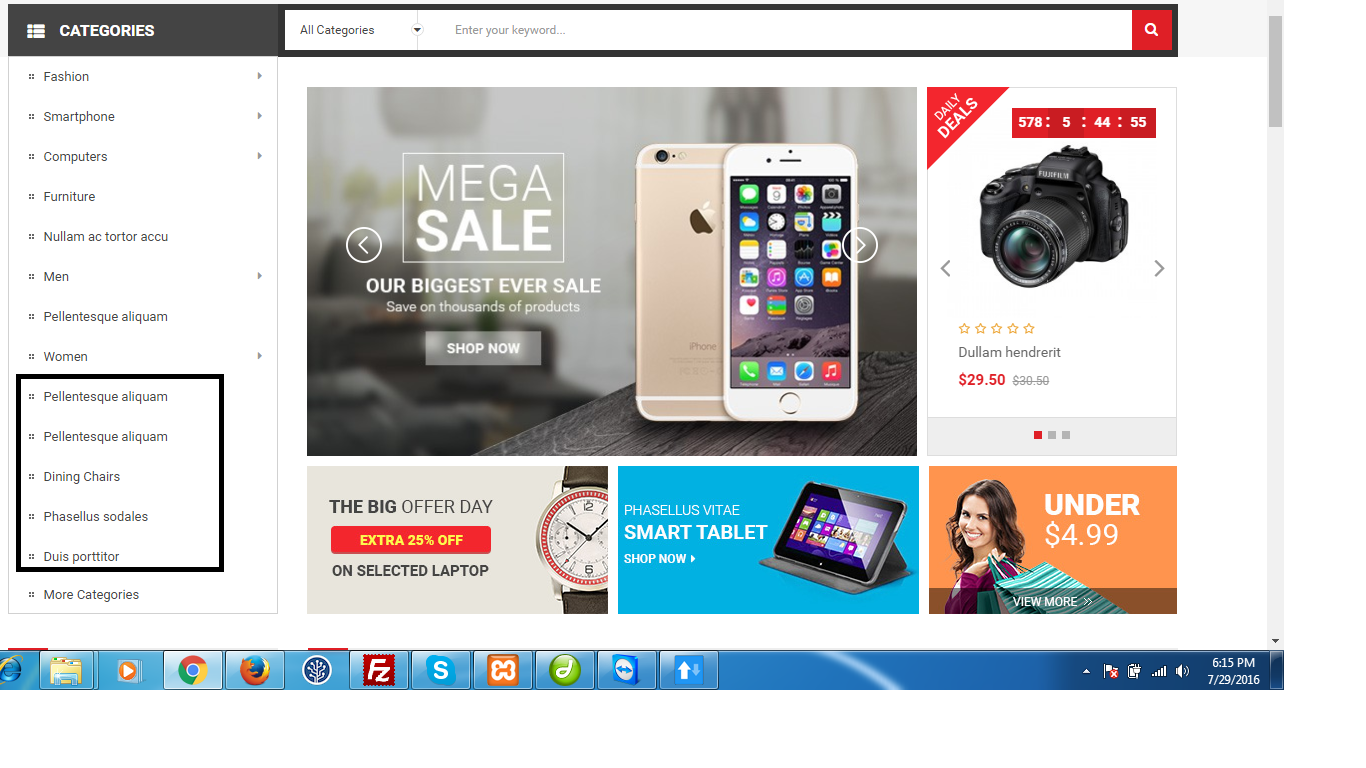 CATEGORIES
All Categories
Enter your keyword...
Fashion
Smartphone
Computers
Furniture
Nullam ac tortor accu
Men
Pellentesque aliquam
Women
Pellentesque aliquam
Pellentesque aliquam
Dining Chairs
Phasellus sodales
Duis porttitor
More Categories
MEGA
SALE
OUR BIGGEST EVER SALE
Save on thousands of products
SHOP NOW
iPhone
DAILY
DEALS
578 : 5 : 44 : 55
FUJIFILM
Dullam hendrerit
$29.50 $30.50
THE BIG OFFER DAY
EXTRA 25% OFF
ON SELECTED LAPTOP
PHASELLUS VITAE
SMART TABLET
SHOP NOW
UNDER
$4.99
VIEW MORE
6:15 PM
7/29/2016